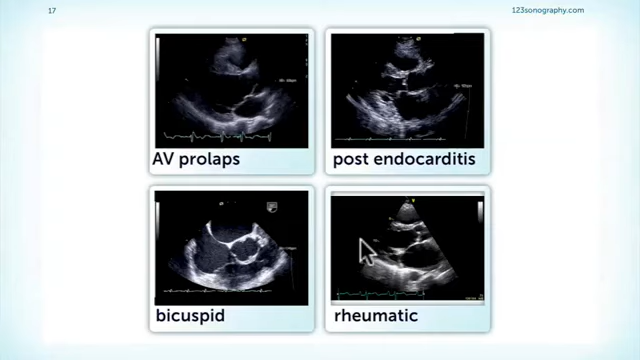 17
123sonography.com
AV prolaps
post endocarditis
bicuspid
rheumatic